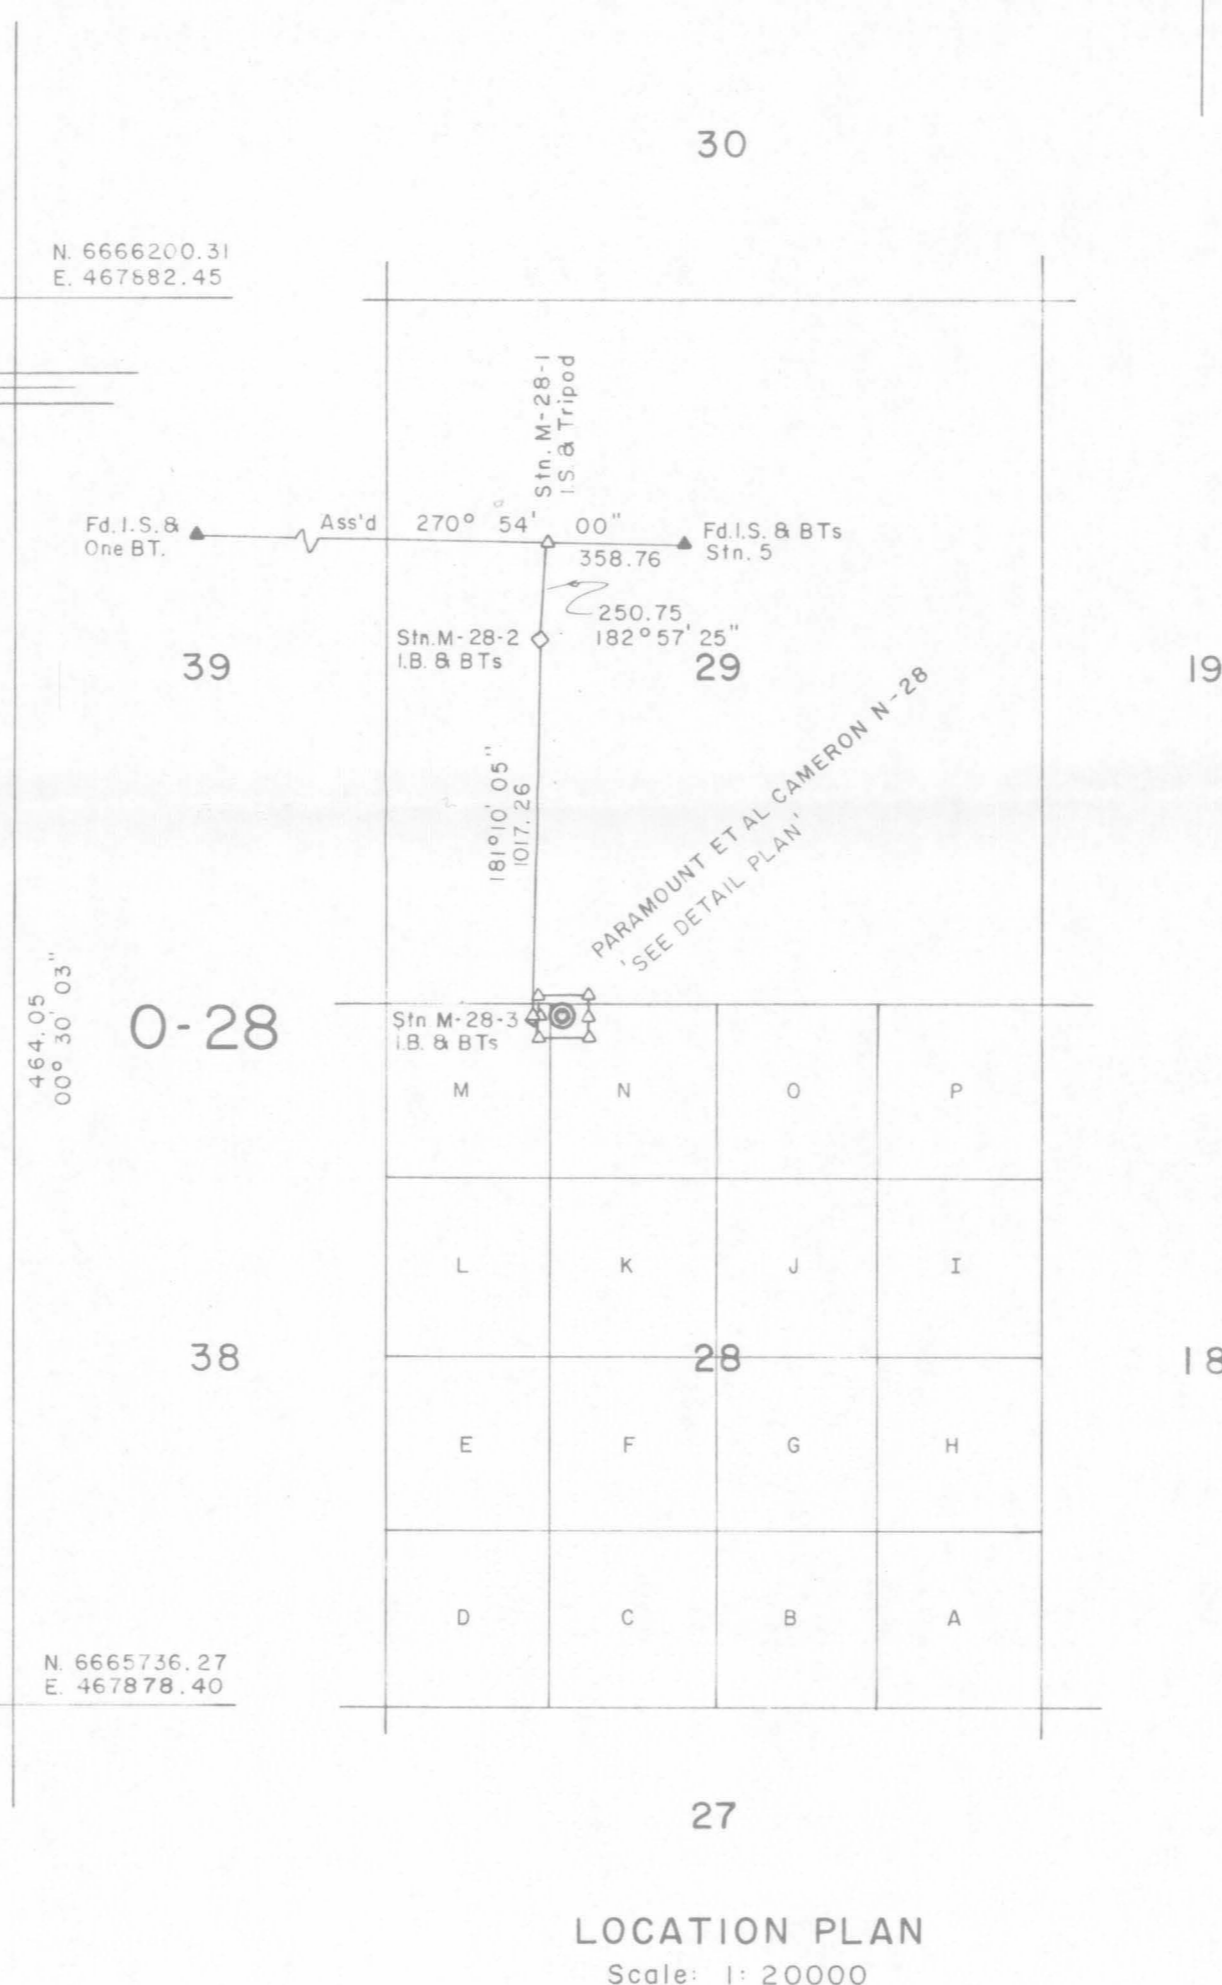 30
N. 6666200.31
E. 467882.45
Stn. M-28-1
I.S. & Tripod
Fd. I.S. &
One BT.
Ass'd 270° 54' 00"
358.76
Fd. I.S. & BTs
Stn. 5
250.75
182° 57' 25"
Stn. M-28-2
I.B. & BTs
39
29
19
181° 10' 05"
1017.26
PARAMOUNT ET AL CAMERON N-28
'SEE DETAIL PLAN'
464.05
00° 30' 03"
O-28
Stn M-28-3
I.B. & BTs
M N O P
L K J I
38
28
18
E F G H
D C B A
N. 6665736.27
E. 467878.40
27
LOCATION PLAN
Scale: 1: 20000